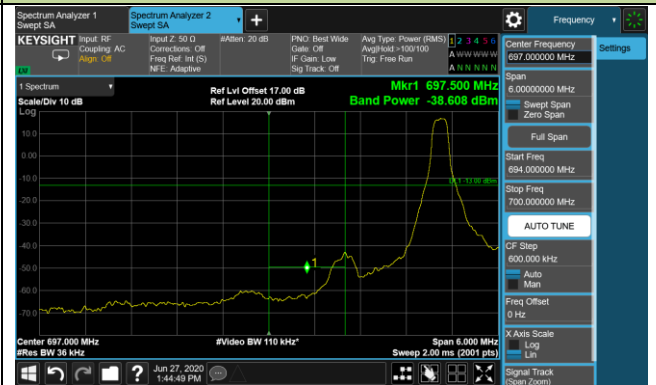 Spectrum Analyzer 1
Swept SA
Spectrum Analyzer 2
Swept SA
+
Frequency
KEYSIGHT
Input: RF
Coupling: AC
Align: Off
Input Z: 50 Ω
Corrections: Off
Freq Ref: Int (S)
NFE: Adaptive
#Atten: 20 dB
PNO: Best Wide
Gate: Off
IF Gain: Low
Sig Track: Off
Avg Type: Power (RMS)
Avg|Hold:>100/100
Trig: Free Run
1 2 3 4 5 6
A W W W W W
A N N N N N
LXI
1 Spectrum
Scale/Div 10 dB
Log
Ref Lvl Offset 17.00 dB
Ref Level 20.00 dBm
Mkr1 697.500 MHz
Band Power -38.608 dBm
10.0
0.00
-10.0
-20.0
-30.0
-40.0
-50.0
-60.0
-70.0
DL1 -13.00 dBm
1
Center 697.000 MHz
#Res BW 36 kHz
#Video BW 110 kHz*
Span 6.000 MHz
Sweep 2.00 ms (2001 pts)
Jun 27, 2020
1:44:49 PM
Center Frequency
697.000000 MHz
Span
6.00000000 MHz
Swept Span
Zero Span
Full Span
Start Freq
694.000000 MHz
Stop Freq
700.000000 MHz
AUTO TUNE
CF Step
600.000 kHz
Auto
Man
Freq Offset
0 Hz
X Axis Scale
Log
Lin
Signal Track
(Span Zoom)
Settings